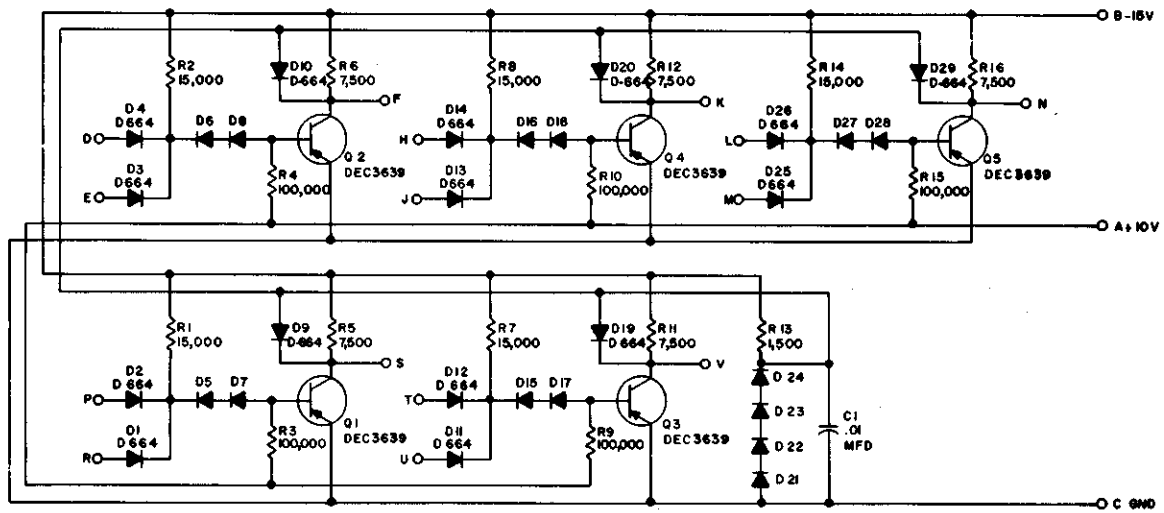 B-15V
R2
15,000
D10
D-664
R6
7,500
F
D4
D664
D
D6
D8
D3
D664
E
R4
100,000
Q2
DEC3639
R8
15,000
D20
D-664
R12
7,500
K
D14
D664
H
D16
D18
D13
D664
J
R10
100,000
Q4
DEC3639
R14
15,000
D29
D-664
R16
7,500
N
D26
D664
L
D27
D28
D25
D664
M
R15
100,000
Q5
DEC3639
A+10V
R1
15,000
D9
D-664
R5
7,500
S
D2
D664
P
D5
D7
D1
D664
R
R3
100,000
Q1
DEC3639
R7
15,000
D19
D-664
R11
7,500
V
D12
D664
T
D15
D17
D11
D664
U
R9
100,000
Q3
DEC3639
R13
1,500
D24
D23
D22
D21
C1
.01
MFD
C GND